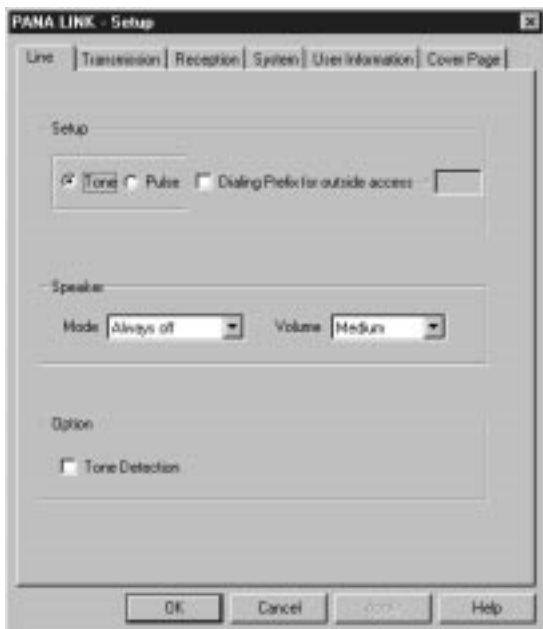 PANA LINK - Setup
Line Transmission Reception System User Information Cover Page
Setup
Tone Pulse Dialing Prefix for outside access
Speaker
Mode Always off Volume Medium
Option
Tone Detection
OK Cancel Help